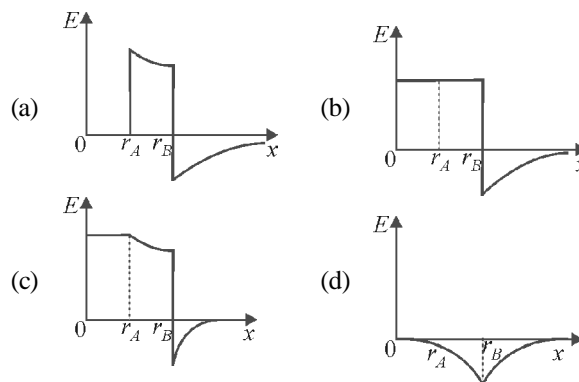 (a) E 0 r_A r_B x
(b) E 0 r_A r_B x
(c) E 0 r_A r_B x
(d) E 0 r_A r_B x